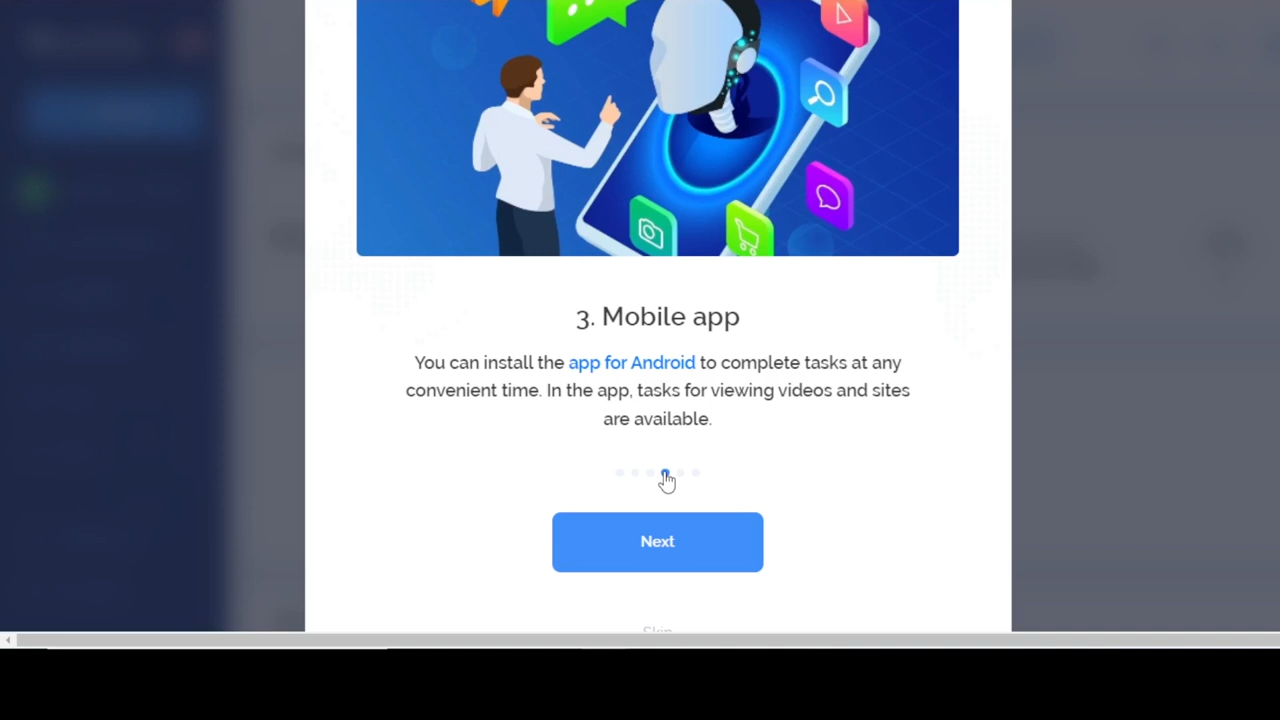 3. Mobile app
You can install the app for Android to complete tasks at any
convenient time. In the app, tasks for viewing videos and sites
are available.
Next
Skip